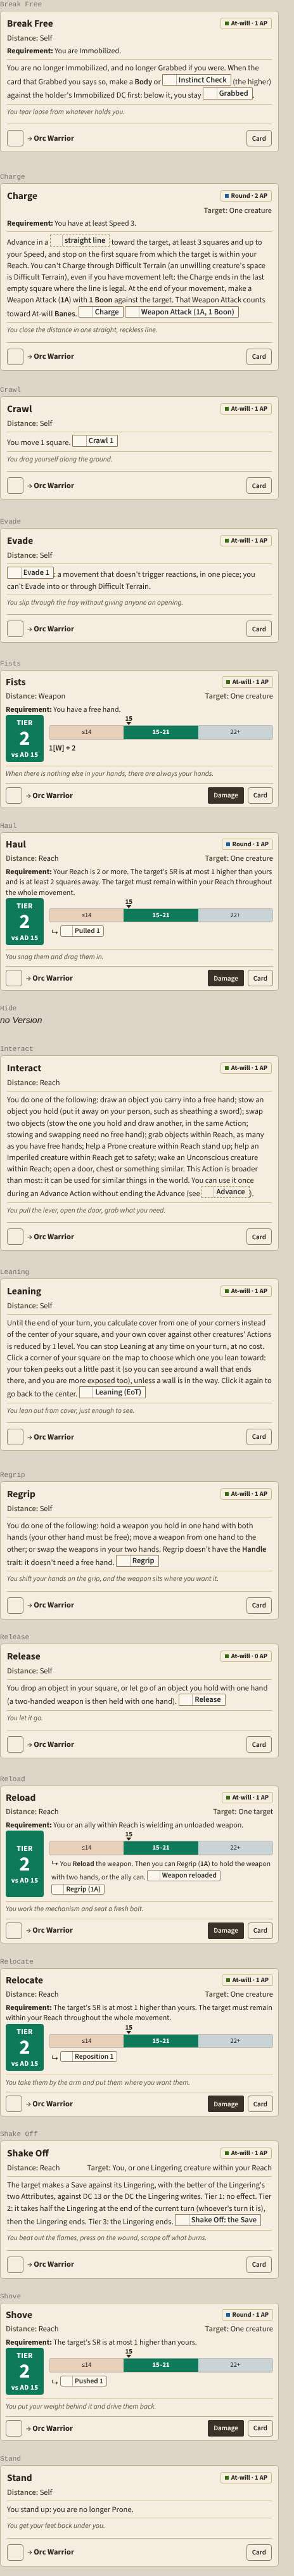 Break Free
Break Free
At-will · 1 AP
Distance: Self
Requirement: You are Immobilized.
You are no longer Immobilized, and no longer Grabbed if you were. When the
card that Grabbed you says so, make a Body or Instinct Check (the higher)
against the holder's Immobilized DC first: below it, you stay Grabbed.
You tear loose from whatever holds you.
→ Orc Warrior
Card
Charge
Charge
Round · 2 AP
Target: One creature
Requirement: You have at least Speed 3.
Advance in a straight line toward the target, at least 3 squares and up to
your Speed, and stop on the first square from which the target is within your
Reach. You can't Charge through Difficult Terrain (an unwilling creature's space
is Difficult Terrain), even if you have movement left: the Charge ends in the last
empty square where the line is legal. At the end of your movement, make a
Weapon Attack (1A) with 1 Boon against the target. That Weapon Attack counts
toward At-will Banes. Charge Weapon Attack (1A, 1 Boon)
You close the distance in one straight, reckless line.
→ Orc Warrior
Card
Crawl
Crawl
At-will · 1 AP
Distance: Self
You move 1 square. Crawl 1
You drag yourself along the ground.
→ Orc Warrior
Card
Evade
Evade
At-will · 1 AP
Distance: Self
Evade 1 : a movement that doesn't trigger reactions, in one piece; you
can't Evade into or through Difficult Terrain.
You slip through the fray without giving anyone an opening.
→ Orc Warrior
Card
Fists
Fists
At-will · 1 AP
Distance: Weapon
Target: One creature
Requirement: You have a free hand.
TIER
2
vs AD 15
15
≤14
15–21
22+
1[W] + 2
When there is nothing else in your hands, there are always your hands.
→ Orc Warrior
Damage
Card
Haul
Haul
Round · 1 AP
Distance: Reach
Target: One creature
Requirement: Your Reach is 2 or more. The target's SR is at most 1 higher than yours
and is at least 2 squares away. The target must remain within your Reach throughout
the whole movement.
TIER
2
vs AD 15
15
≤14
15–21
22+
↳ Pulled 1
You snag them and drag them in.
→ Orc Warrior
Damage
Card
Hide
no Version
Interact
Interact
At-will · 1 AP
Distance: Reach
You do one of the following: draw an object you carry into a free hand; stow an
object you hold (put it away on your person, such as sheathing a sword); swap
two objects (stow the one you hold and draw another, in the same Action;
stowing and swapping need no free hand); grab objects within Reach, as many
as you have free hands; help a Prone creature within Reach stand up; help an
Imperiled creature within Reach get to safety; wake an Unconscious creature
within Reach; open a door, chest or something similar. This Action is broader
than most: it can be used for similar things in the world. You can use it once
during an Advance Action without ending the Advance (see Advance ).
You pull the lever, open the door, grab what you need.
→ Orc Warrior
Card
Leaning
Leaning
At-will · 1 AP
Distance: Self
Until the end of your turn, you calculate cover from one of your corners instead
of the center of your square, and your own cover against other creatures' Actions
is reduced by 1 level. You can stop Leaning at any time on your turn, at no cost.
Click a corner of your square on the map to choose which one you lean toward:
your token peeks out a little past it (so you can see around a wall that ends
there, and you are more exposed too), unless a wall is in the way. Click it again to
go back to the center. Leaning (EoT)
You lean out from cover, just enough to see.
→ Orc Warrior
Card
Regrip
Regrip
At-will · 1 AP
Distance: Self
You do one of the following: hold a weapon you hold in one hand with both
hands (your other hand must be free); move a weapon from one hand to the
other; or swap the weapons in your two hands. Regrip doesn't have the Handle
trait: it doesn't need a free hand. Regrip
You shift your hands on the grip, and the weapon sits where you want it.
→ Orc Warrior
Card
Release
Release
At-will · 0 AP
Distance: Self
You drop an object in your square, or let go of an object you hold with one hand
(a two-handed weapon is then held with one hand). Release
You let it go.
→ Orc Warrior
Card
Reload
Reload
At-will · 1 AP
Distance: Reach
Target: One target
Requirement: You or an ally within Reach is wielding an unloaded weapon.
TIER
2
vs AD 15
15
≤14
15–21
22+
↳ You Reload the weapon. Then you can Regrip (1A) to hold the weapon
with two hands, or the ally can. Weapon reloaded
Regrip (1A)
You work the mechanism and seat a fresh bolt.
→ Orc Warrior
Damage
Card
Relocate
Relocate
At-will · 1 AP
Distance: Reach
Target: One creature
Requirement: The target's SR is at most 1 higher than yours. The target must remain
within your Reach throughout the whole movement.
TIER
2
vs AD 15
15
≤14
15–21
22+
↳ Reposition 1
You take them by the arm and put them where you want them.
→ Orc Warrior
Damage
Card
Shake Off
Shake Off
At-will · 1 AP
Distance: Reach
Target: You, or one Lingering creature within your Reach
The target makes a Save against its Lingering, with the better of the Lingering's
two Attributes, against DC 13 or the DC the Lingering writes. Tier 1: no effect. Tier
2: it takes half the Lingering at the end of the current turn (whoever's turn it is),
then the Lingering ends. Tier 3: the Lingering ends. Shake Off: the Save
You beat out the flames, press on the wound, scrape off what burns.
→ Orc Warrior
Card
Shove
Shove
Round · 1 AP
Distance: Reach
Target: One creature
Requirement: The target's SR is at most 1 higher than yours.
TIER
2
vs AD 15
15
≤14
15–21
22+
↳ Pushed 1
You put your weight behind it and drive them back.
→ Orc Warrior
Damage
Card
Stand
Stand
At-will · 1 AP
Distance: Self
You stand up: you are no longer Prone.
You get your feet back under you.
→ Orc Warrior
Card